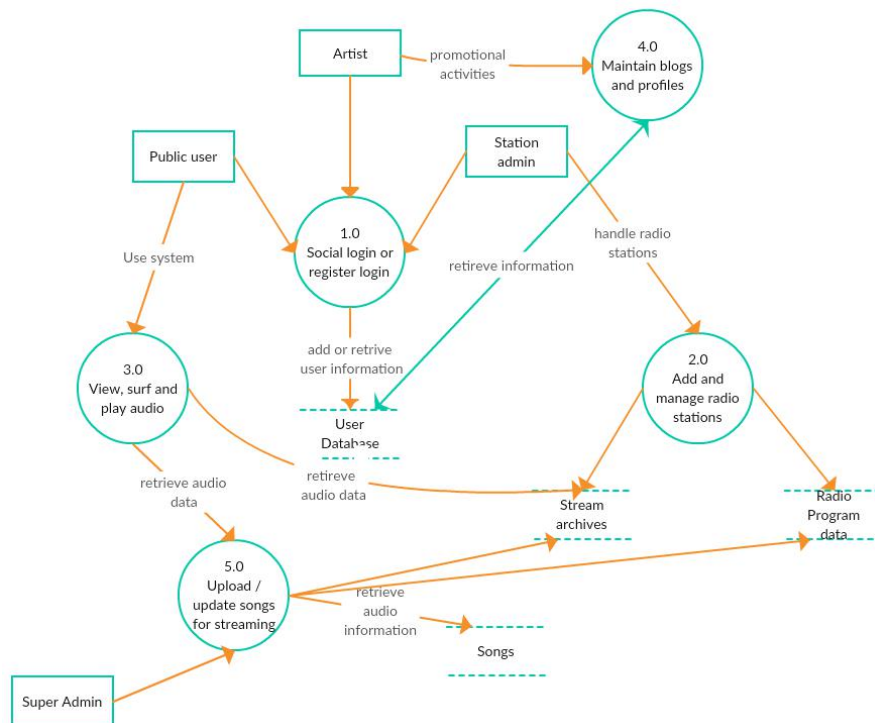 Artist
promotional
activities
4.0
Maintain blogs
and profiles
Public user
Station
admin
1.0
Social login or
register login
handle radio
stations
Use system
retireve information
add or retrive
user information
3.0
View, surf and
play audio
2.0
Add and
manage radio
stations
User
Database
retrieve audio
data
retireve
audio data
Stream
archives
Radio
Program
data
5.0
Upload /
update songs
for streaming
retrieve
audio
information
Songs
Super Admin